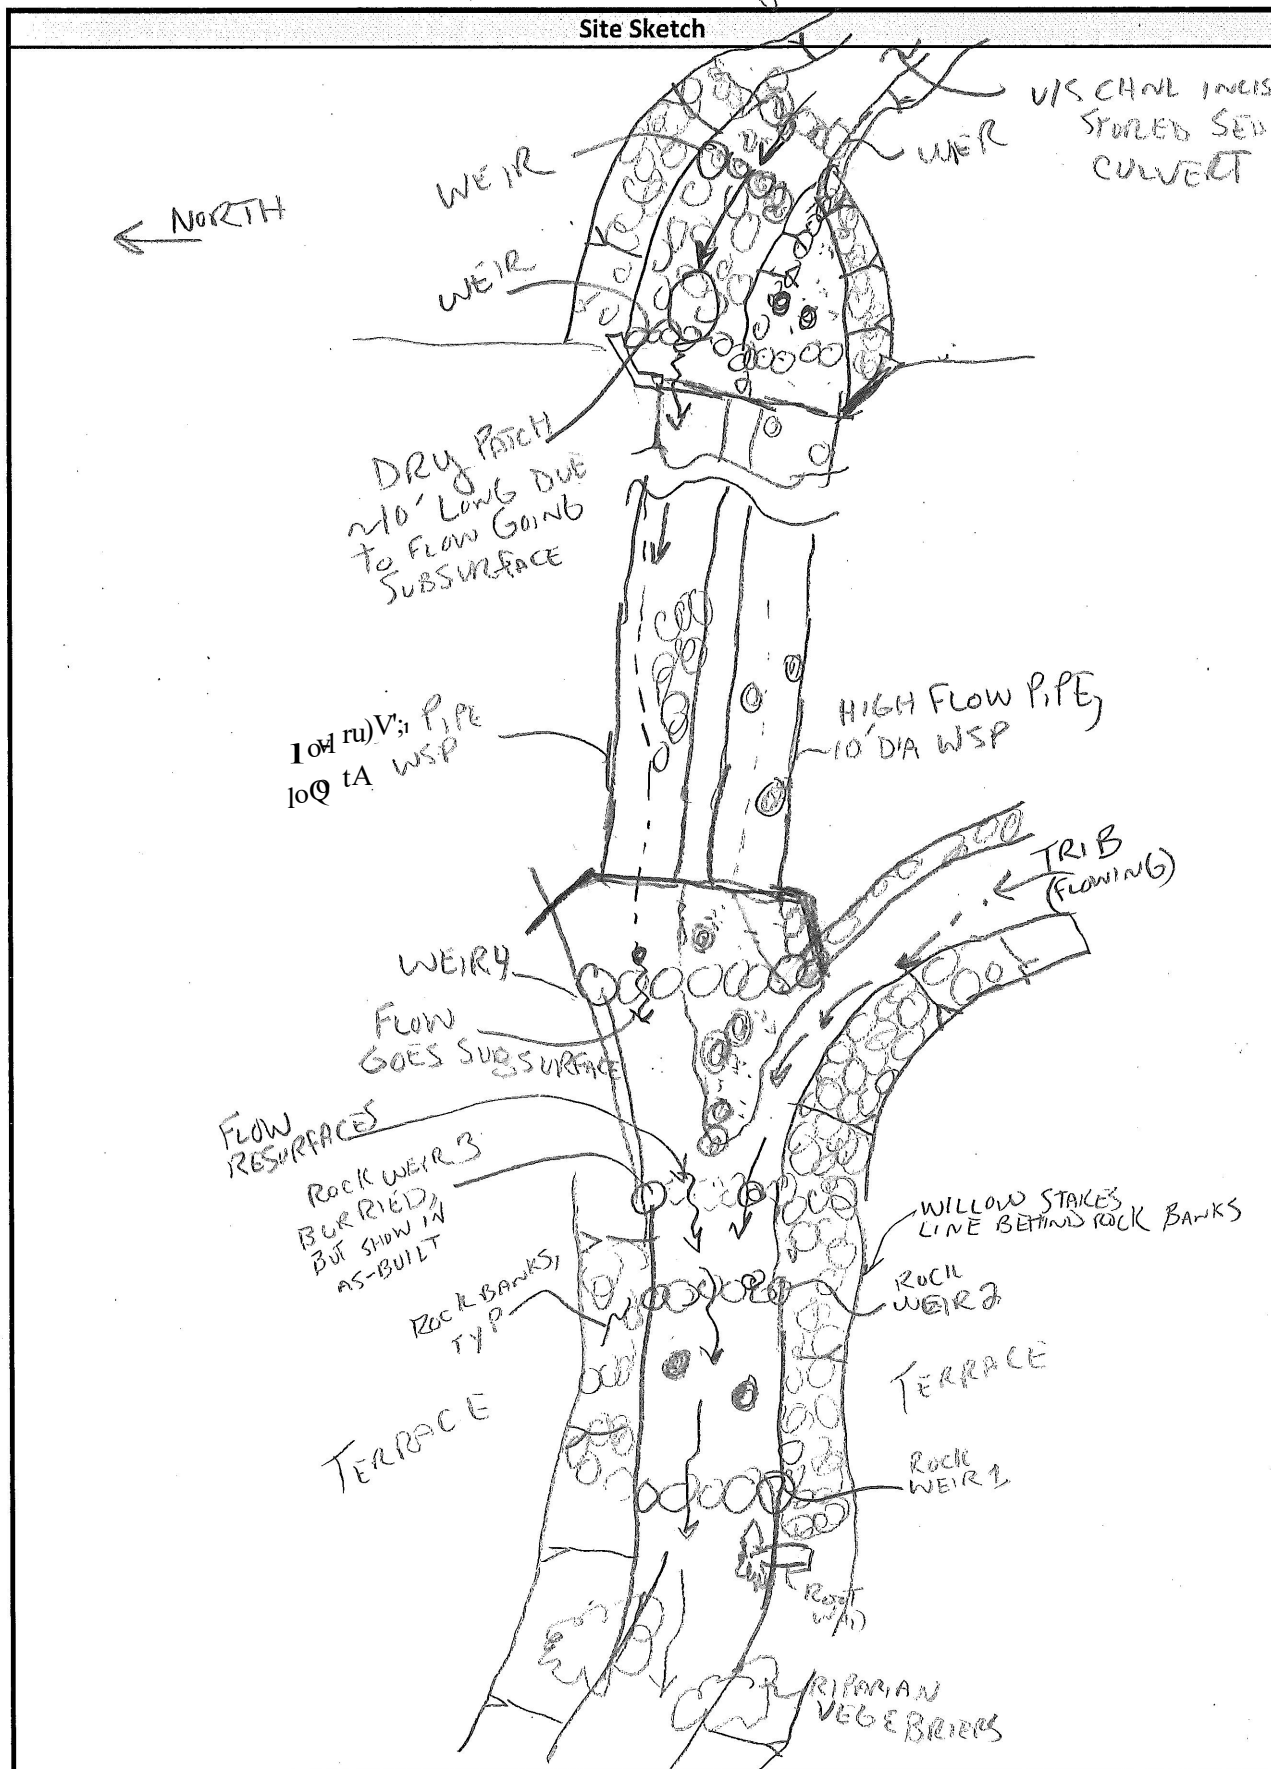 Site Sketch
U/S CHNL INCIS
STORED SED
CULVERT
WEIR
WEIR
NORTH
WEIR
DRY PATCH
~10' LONG DUE
TO FLOW GOING
SUBSURFACE
PIPE
WSP
HIGH FLOW PIPE,
10' DIA WSP
TRIB
(FLOWING)
WEIR 4
FLOW
GOES SUBSURFACE
FLOW
RESURFACES
ROCK WEIR 3
BURRIED,
BUT SHOW IN
AS-BUILT
WILLOW STAKES
LINE BEHIND ROCK BANKS
ROCK
WEIR 2
ROCK BANKS,
TYP
TERRACE
TERRACE
ROCK
WEIR 1
ROOT
WAD
RIPARIAN
VEG & BRIERS